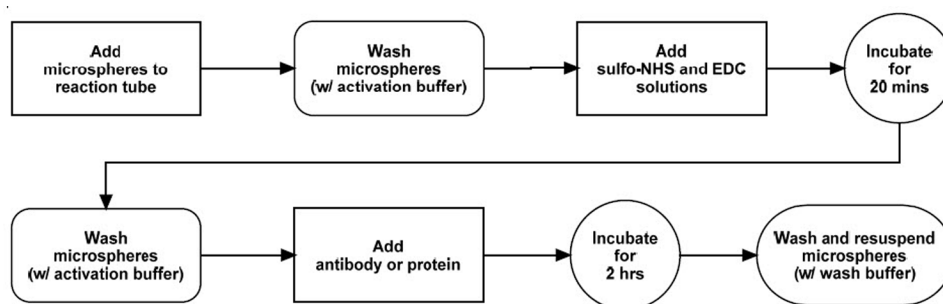 Add
microspheres to
reaction tube
Wash
microspheres
(w/ activation buffer)
Add
sulfo-NHS and EDC
solutions
Incubate
for
20 mins
Wash
microspheres
(w/ activation buffer)
Add
antibody or protein
Incubate
for
2 hrs
Wash and resuspend
microspheres
(w/ wash buffer)